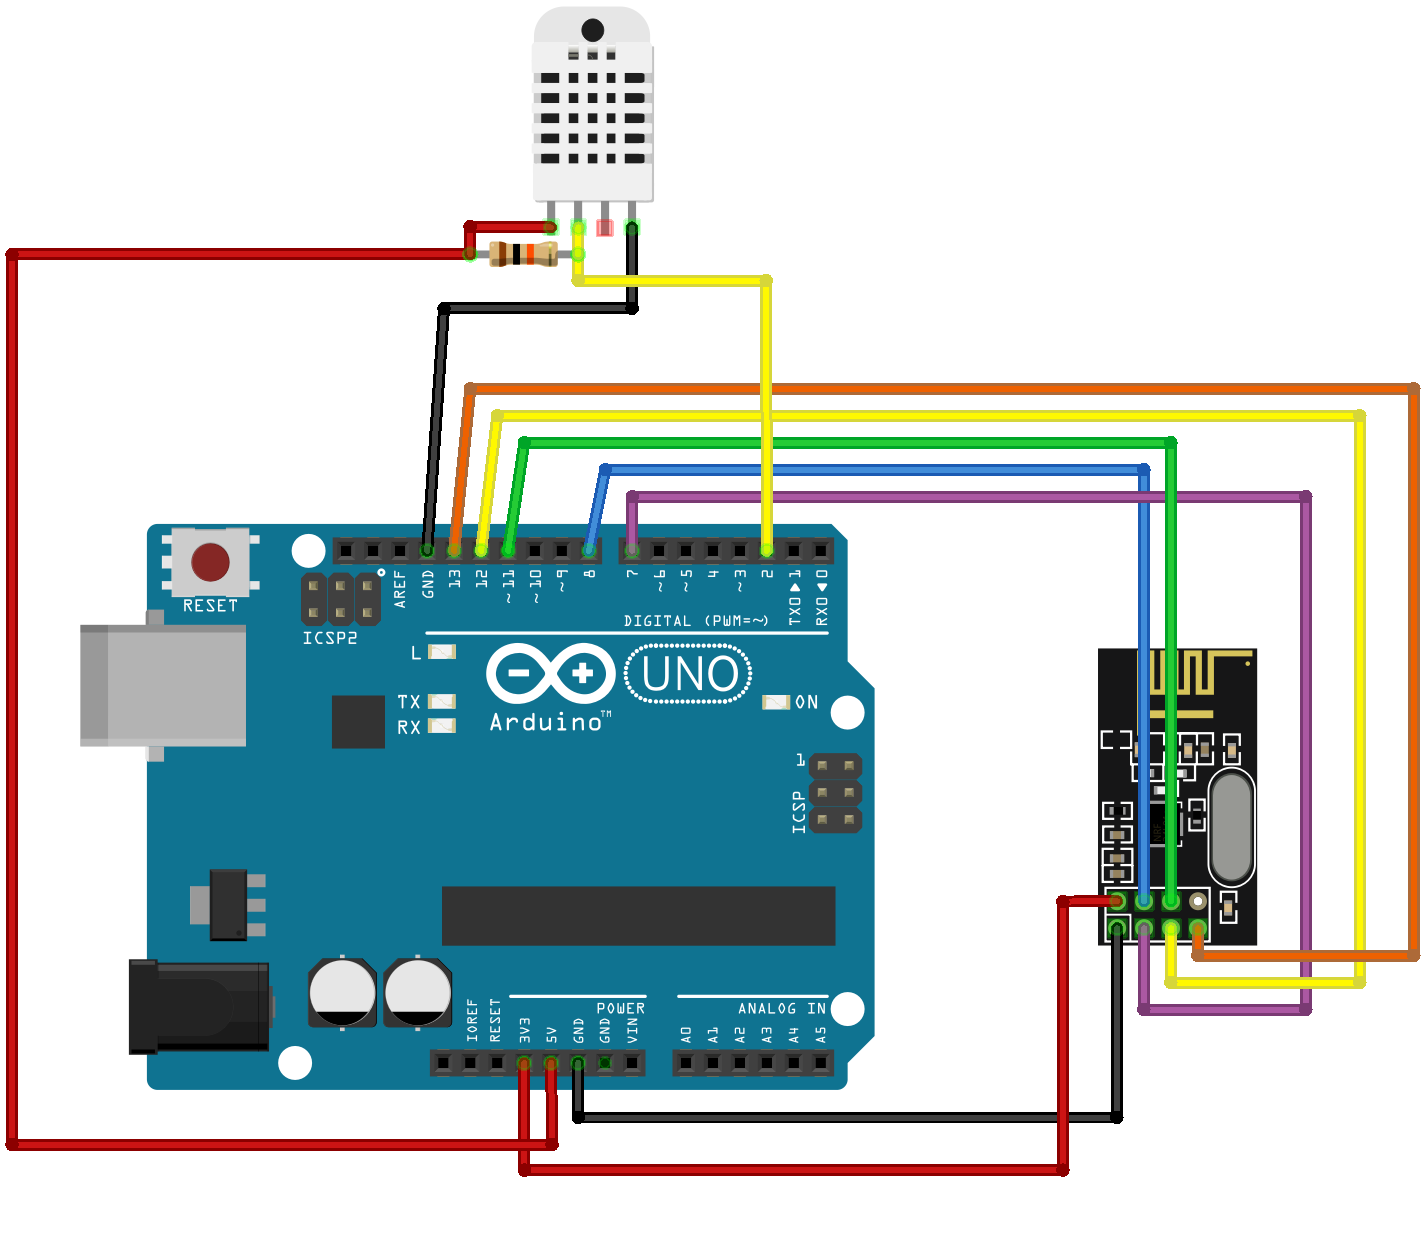 RESET
ICSP2
AREF
GND
13
12
~11
~10
~9
8
7
~6
~5
4
~3
2
TX0▶1
RX0◀0
DIGITAL (PWM=~)
L
TX
RX
Arduino™
UNO
ON
1
ICSP
NRF
POWER
ANALOG IN
IOREF
RESET
3V3
5V
GND
GND
VIN
A0
A1
A2
A3
A4
A5